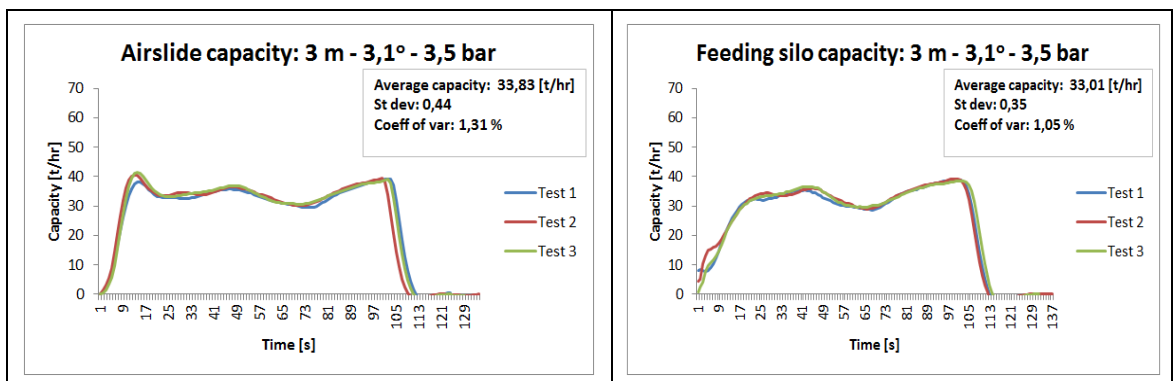 Airslide capacity: 3 m - 3,1º - 3,5 bar
Average capacity: 33,83 [t/hr]
St dev: 0,44
Coeff of var: 1,31 %
Capacity [t/hr]
70
60
50
40
30
20
10
0
Test 1
Test 2
Test 3
1 9 17 25 33 41 49 57 65 73 81 89 97 105 113 121 129
Time [s]
Feeding silo capacity: 3 m - 3,1º - 3,5 bar
Average capacity: 33,01 [t/hr]
St dev: 0,35
Coeff of var: 1,05 %
Capacity [t/hr]
70
60
50
40
30
20
10
0
Test 1
Test 2
Test 3
1 9 17 25 33 41 49 57 65 73 81 89 97 105 113 121 129 137
Time [s]